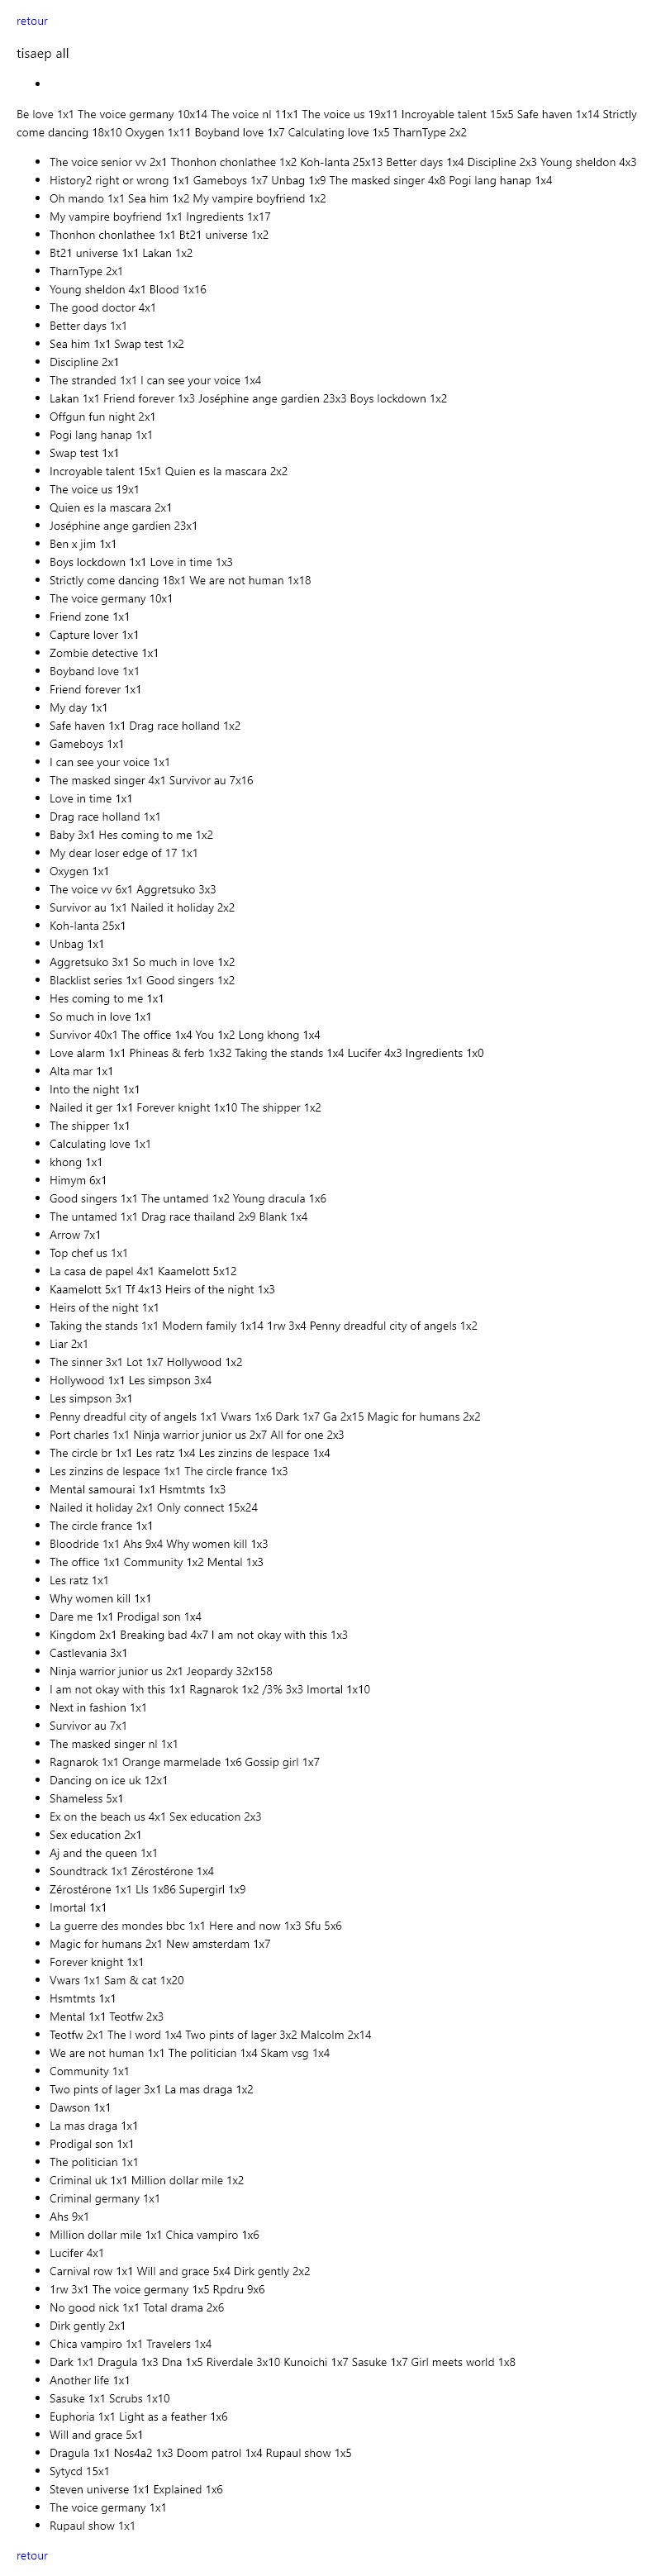 retour
tisaep all
Be love 1x1 The voice germany 10x14 The voice nl 11x1 The voice us 19x11 Incroyable talent 15x5 Safe haven 1x14 Strictly
come dancing 18x10 Oxygen 1x11 Boyband love 1x7 Calculating love 1x5 TharnType 2x2
The voice senior vv 2x1 Thonhon chonlathee 1x2 Koh-lanta 25x13 Better days 1x4 Discipline 2x3 Young sheldon 4x3
History2 right or wrong 1x1 Gameboys 1x7 Unbag 1x9 The masked singer 4x8 Pogi lang hanap 1x4
Oh mando 1x1 Sea him 1x2 My vampire boyfriend 1x2
My vampire boyfriend 1x1 Ingredients 1x17
Thonhon chonlathee 1x1 Bt21 universe 1x2
Bt21 universe 1x1 Lakan 1x2
TharnType 2x1
Young sheldon 4x1 Blood 1x16
The good doctor 4x1
Better days 1x1
Sea him 1x1 Swap test 1x2
Discipline 2x1
The stranded 1x1 I can see your voice 1x4
Lakan 1x1 Friend forever 1x3 Joséphine ange gardien 23x3 Boys lockdown 1x2
Offgun fun night 2x1
Pogi lang hanap 1x1
Swap test 1x1
Incroyable talent 15x1 Quien es la mascara 2x2
The voice us 19x1
Quien es la mascara 2x1
Joséphine ange gardien 23x1
Ben x jim 1x1
Boys lockdown 1x1 Love in time 1x3
Strictly come dancing 18x1 We are not human 1x18
The voice germany 10x1
Friend zone 1x1
Capture lover 1x1
Zombie detective 1x1
Boyband love 1x1
Friend forever 1x1
My day 1x1
Safe haven 1x1 Drag race holland 1x2
Gameboys 1x1
I can see your voice 1x1
The masked singer 4x1 Survivor au 7x16
Love in time 1x1
Drag race holland 1x1
Baby 3x1 Hes coming to me 1x2
My dear loser edge of 17 1x1
Oxygen 1x1
The voice vv 6x1 Aggretsuko 3x3
Survivor au 1x1 Nailed it holiday 2x2
Koh-lanta 25x1
Unbag 1x1
Aggretsuko 3x1 So much in love 1x2
Blacklist series 1x1 Good singers 1x2
Hes coming to me 1x1
So much in love 1x1
Survivor 40x1 The office 1x4 You 1x2 Long khong 1x4
Love alarm 1x1 Phineas & ferb 1x32 Taking the stands 1x4 Lucifer 4x3 Ingredients 1x0
Alta mar 1x1
Into the night 1x1
Nailed it ger 1x1 Forever knight 1x10 The shipper 1x2
The shipper 1x1
Calculating love 1x1
khong 1x1
Himym 6x1
Good singers 1x1 The untamed 1x2 Young dracula 1x6
The untamed 1x1 Drag race thailand 2x9 Blank 1x4
Arrow 7x1
Top chef us 1x1
La casa de papel 4x1 Kaamelott 5x12
Kaamelott 5x1 Tf 4x13 Heirs of the night 1x3
Heirs of the night 1x1
Taking the stands 1x1 Modern family 1x14 1rw 3x4 Penny dreadful city of angels 1x2
Liar 2x1
The sinner 3x1 Lot 1x7 Hollywood 1x2
Hollywood 1x1 Les simpson 3x4
Les simpson 3x1
Penny dreadful city of angels 1x1 Vwars 1x6 Dark 1x7 Ga 2x15 Magic for humans 2x2
Port charles 1x1 Ninja warrior junior us 2x7 All for one 2x3
The circle br 1x1 Les ratz 1x4 Les zinzins de lespace 1x4
Les zinzins de lespace 1x1 The circle france 1x3
Mental samourai 1x1 Hsmtmts 1x3
Nailed it holiday 2x1 Only connect 15x24
The circle france 1x1
Bloodride 1x1 Ahs 9x4 Why women kill 1x3
The office 1x1 Community 1x2 Mental 1x3
Les ratz 1x1
Why women kill 1x1
Dare me 1x1 Prodigal son 1x4
Kingdom 2x1 Breaking bad 4x7 I am not okay with this 1x3
Castlevania 3x1
Ninja warrior junior us 2x1 Jeopardy 32x158
I am not okay with this 1x1 Ragnarok 1x2 /3% 3x3 Imortal 1x10
Next in fashion 1x1
Survivor au 7x1
The masked singer nl 1x1
Ragnarok 1x1 Orange marmelade 1x6 Gossip girl 1x7
Dancing on ice uk 12x1
Shameless 5x1
Ex on the beach us 4x1 Sex education 2x3
Sex education 2x1
Aj and the queen 1x1
Soundtrack 1x1 Zérostérone 1x4
Zérostérone 1x1 Lls 1x86 Supergirl 1x9
Imortal 1x1
La guerre des mondes bbc 1x1 Here and now 1x3 Sfu 5x6
Magic for humans 2x1 New amsterdam 1x7
Forever knight 1x1
Vwars 1x1 Sam & cat 1x20
Hsmtmts 1x1
Mental 1x1 Teotfw 2x3
Teotfw 2x1 The l word 1x4 Two pints of lager 3x2 Malcolm 2x14
We are not human 1x1 The politician 1x4 Skam vsg 1x4
Community 1x1
Two pints of lager 3x1 La mas draga 1x2
Dawson 1x1
La mas draga 1x1
Prodigal son 1x1
The politician 1x1
Criminal uk 1x1 Million dollar mile 1x2
Criminal germany 1x1
Ahs 9x1
Million dollar mile 1x1 Chica vampiro 1x6
Lucifer 4x1
Carnival row 1x1 Will and grace 5x4 Dirk gently 2x2
1rw 3x1 The voice germany 1x5 Rpdru 9x6
No good nick 1x1 Total drama 2x6
Dirk gently 2x1
Chica vampiro 1x1 Travelers 1x4
Dark 1x1 Dragula 1x3 Dna 1x5 Riverdale 3x10 Kunoichi 1x7 Sasuke 1x7 Girl meets world 1x8
Another life 1x1
Sasuke 1x1 Scrubs 1x10
Euphoria 1x1 Light as a feather 1x6
Will and grace 5x1
Dragula 1x1 Nos4a2 1x3 Doom patrol 1x4 Rupaul show 1x5
Sytycd 15x1
Steven universe 1x1 Explained 1x6
The voice germany 1x1
Rupaul show 1x1
retour